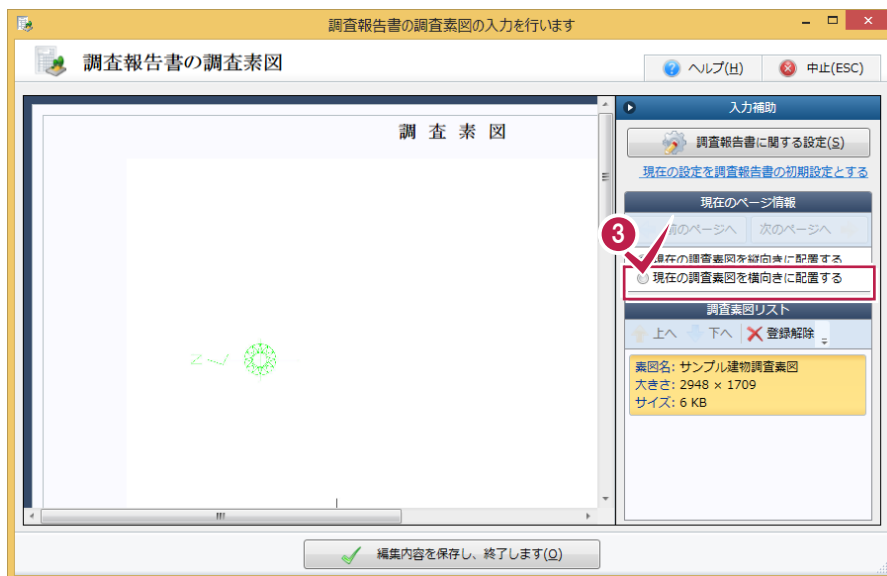 調査報告書の調査素図の入力を行います
調査報告書の調査素図
ヘルプ(H)
中止(ESC)
調査素図
入力補助
調査報告書に関する設定(S)
現在の設定を調査報告書の初期設定とする
現在のページ情報
前のページへ
次のページへ
3
現在の調査素図を縦向きに配置する
現在の調査素図を横向きに配置する
調査素図リスト
上へ
下へ
登録解除
素図名: サンプル建物調査素図
大きさ: 2948 × 1709
サイズ: 6 KB
編集内容を保存し、終了します(O)